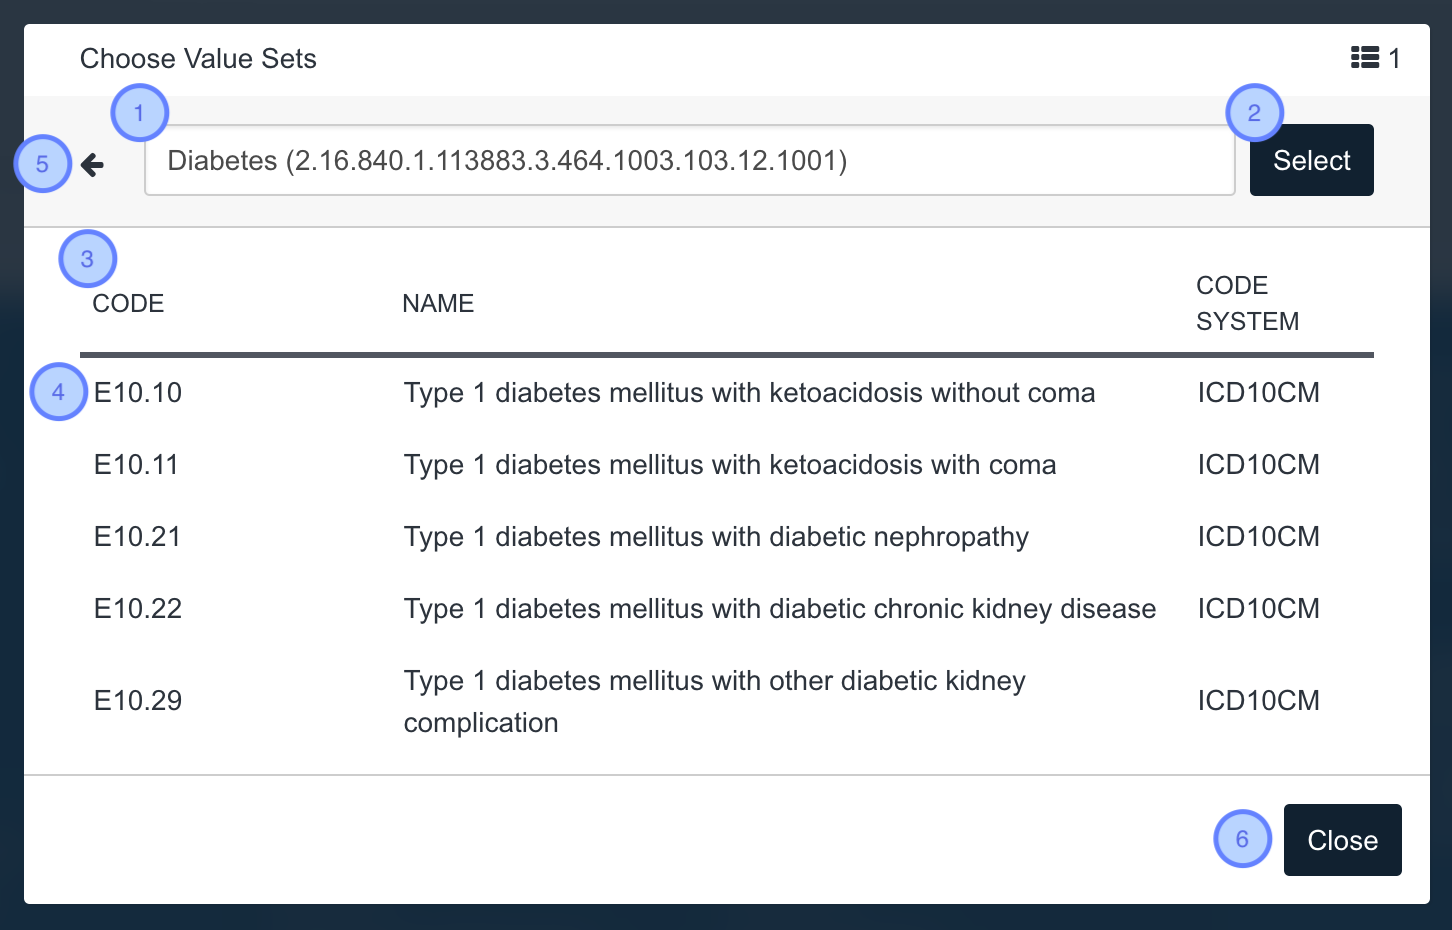 Choose Value Sets
1
1
2
5
Diabetes (2.16.840.1.113883.3.464.1003.103.12.1001)
Select
3
CODE
NAME
CODE
SYSTEM
4
E10.10
Type 1 diabetes mellitus with ketoacidosis without coma
ICD10CM
E10.11
Type 1 diabetes mellitus with ketoacidosis with coma
ICD10CM
E10.21
Type 1 diabetes mellitus with diabetic nephropathy
ICD10CM
E10.22
Type 1 diabetes mellitus with diabetic chronic kidney disease
ICD10CM
E10.29
Type 1 diabetes mellitus with other diabetic kidney
complication
ICD10CM
6
Close